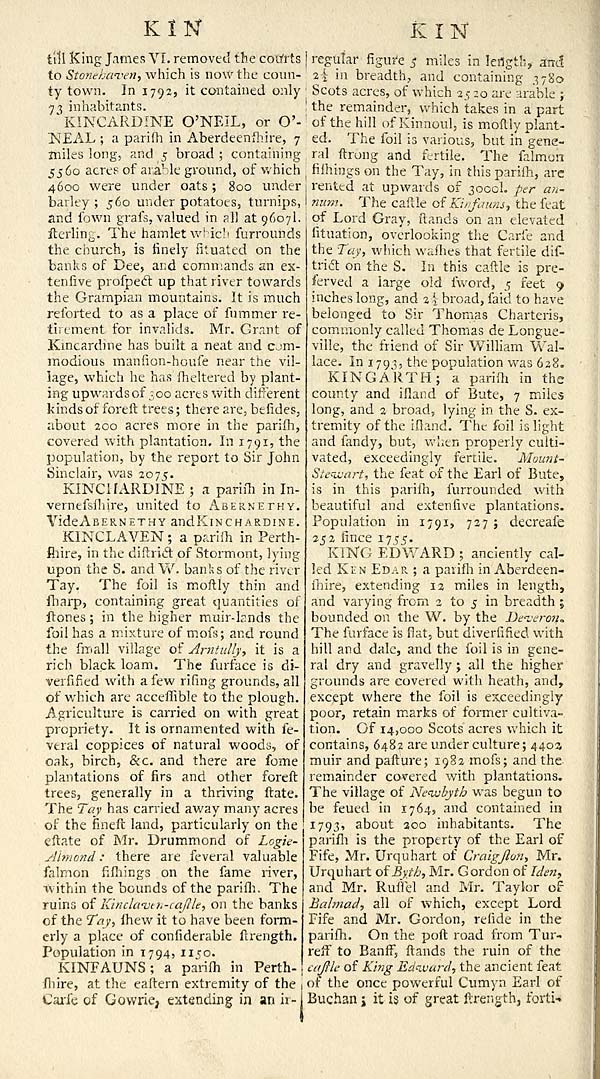 KIN
till King James VI. removed the courts
to Stonehaven, which is now the coun-
ty town. In 1792, it contained only
73 inhabitants.
KINCARDINE O'NEIL, or O'-
NEAL; a pariſh in Aberdeenſhire, 7
miles long, and 5 broad; containing
5560 acres of arable ground, of which
4600 were under oats; 800 under
barley; 560 under potatoes, turnips,
and ſown graſs, valued in all at 9607l.
ſterling. The hamlet which ſurrounds
the church, is finely ſituated on the
banks of Dee, and commands an ex-
tenſive proſpect up that river towards
the Grampian mountains. It is much
reſorted to as a place of ſummer re-
tirement for invalids. Mr. Grant of
Kincardine has built a neat and com-
modious manſion-houſe near the vil-
lage, which he has ſheltered by plant-
ing upwards of 300 acres with different
kinds of foreſt trees; there are, beſides,
about 200 acres more in the pariſh,
covered with plantation. In 1791, the
population, by the report to Sir John
Sinclair, was 2075.
KINCHARDINE; a pariſh in In-
verneſsſhire, united to ABERNETHY.
Vide ABERNETHY and KINCHARDINE.
KINCLAVEN; a pariſh in Perth-
ſhire, in the diſtrict of Stormont, lying
upon the S. and W. banks of the river
Tay. The ſoil is moſtly thin and
ſharp, containing great quantities of
ſtones; in the higher muir-lands the
ſoil has a mixture of moſs; and round
the ſmall village of Arntully, it is a
rich black loam. The ſurface is di-
verſified with a few riſing grounds, all
of which are acceſſible to the plough.
Agriculture is carried on with great
propriety. It is ornamented with ſe-
veral coppices of natural woods, of
oak, birch, &c. and there are ſome
plantations of firs and other foreſt
trees, generally in a thriving ſtate.
The Tay has carried away many acres
of the fineſt land, particularly on the
eſtate of Mr. Drummond of Logie-
Almond: there are ſeveral valuable
ſalmon fiſhings on the ſame river,
within the bounds of the pariſh. The
ruins of Kinclaven-caſtle, on the banks
of the Tay, ſhew it to have been form-
erly a place of conſiderable ſtrength.
Population in 1794, 1150.
KINFAUNS; a pariſh in Perth-
ſhire, at the eaſtern extremity of the
Carſe of Gowrie, extending in an ir-
KIN
regular figure 5 miles in length, and
2½ in breadth, and containing 3780
Scots acres, of which 2520 are arable;
the remainder, which takes in a part
of the hill of Kinnoul, is moſtly plant-
ed. The ſoil is various, but in gene-
ral ſtrong and fertile. The ſalmon
fiſhings on the Tay, in this pariſh, are
rented at upwards of 3000l. per an-
num. The caſtle of Kinfauns, the ſeat
of Lord Gray, ſtands on an elevated
ſituation, overlooking the Carſe and
the Tay, which waſhes that fertile diſ-
trict on the S. In this caſtle is pre-
ſerved a large old ſword, 5 feet 9
inches long, and 2½ broad, ſaid to have
belonged to Sir Thomas Charteris,
commonly called Thomas de Longue-
ville, the friend of Sir William Wal-
lace. In 1793, the population was 628.
KINGARTH; a pariſh in the
county and iſland of Bute, 7 miles
long, and 2 broad, lying in the S. ex-
tremity of the iſland. The ſoil is light
and ſandy, but, when properly culti-
vated, exceedingly fertile. Mount-
Stewart, the ſeat of the Earl of Bute,
is in this pariſh, ſurrounded with
beautiful and extenſive plantations.
Population in 1791, 727; decreaſe
252 ſince 1755.
KING EDWARD; anciently cal-
led KEN EDAR; a pariſh in Aberdeen-
ſhire, extending 12 miles in length,
and varying from 2 to 5 in breadth;
bounded on the W. by the Deveron.
The ſurface is flat, but diverſified with
hill and dale, and the ſoil is in gene-
ral dry and gravelly; all the higher
grounds are covered with heath, and,
except where the ſoil is exceedingly
poor, retain marks of former cultiva-
tion. Of 14,000 Scots acres which it
contains, 6482 are under culture; 4402
muir and paſture; 1982 moſs; and the
remainder covered with plantations.
The village of Newbyth was begun to
be feued in 1764, and contained in
1793, about 200 inhabitants. The
pariſh is the property of the Earl of
Fife, Mr. Urquhart of Craigſton, Mr.
Urquhart of Byth, Mr. Gordon of Iden,
and Mr. Ruſſel and Mr. Taylor of
Balmad, all of which, except Lord
Fife and Mr. Gordon, reſide in the
pariſh. On the poſt road from Tur-
reff to Banff, ſtands the ruin of the
caſtle of King Edward, the ancient ſeat
of the once powerful Cumyn Earl of
Buchan; it is of great ſtrength, forti-